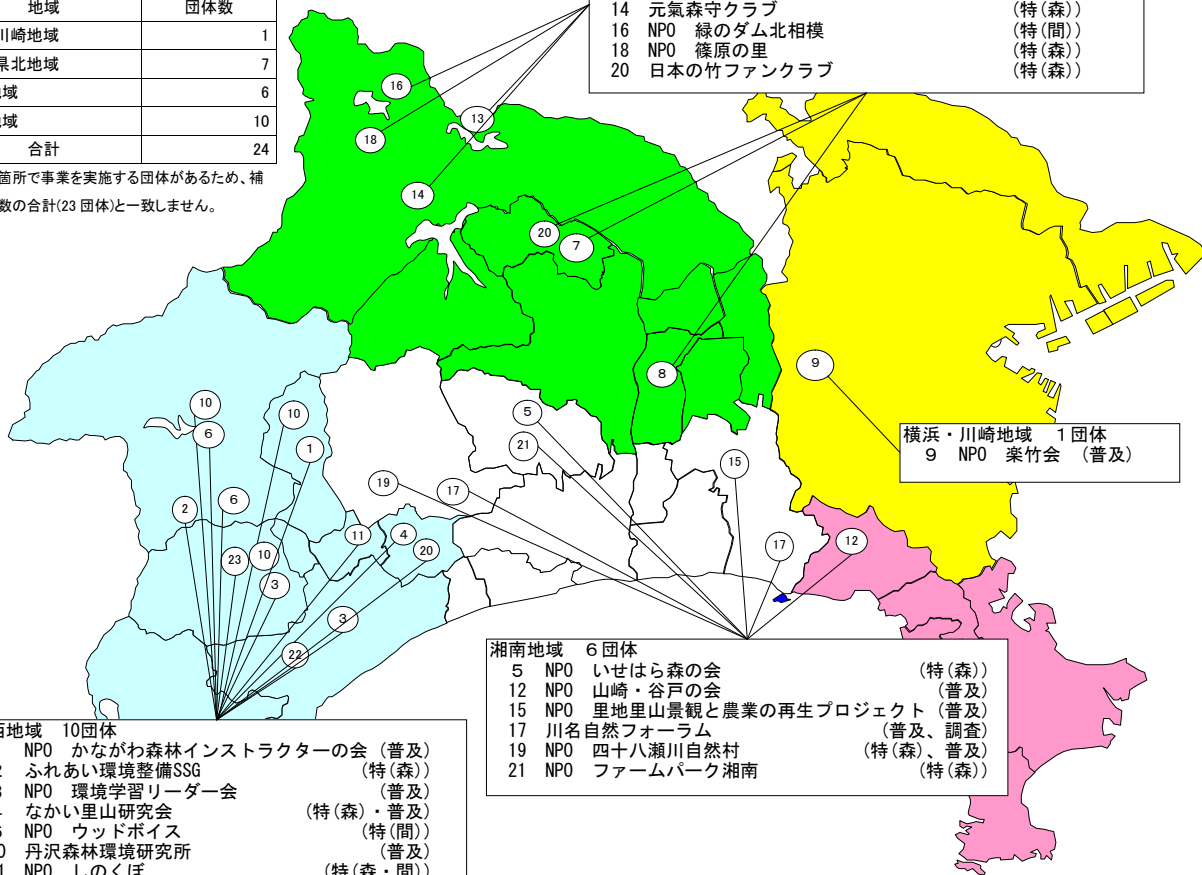 地域 団体数
川崎地域 1
県北地域 7
域 6
域 10
合計 24
箇所で事業を実施する団体があるため、補
数の合計(23 団体)と一致しません。
14 元氣森守クラブ (特(森))
16 NPO 緑のダム北相模 (特(間))
18 NPO 篠原の里 (特(森))
20 日本の竹ファンクラブ (特(森))
16
13
18
14
20
7
8
9
横浜・川崎地域 1団体
9 NPO 楽竹会 (普及)
10
10
6
1
5
21
15
19
17
2
6
11
4
20
17
12
23
10
3
3
22
湘南地域 6団体
5 NPO いせはら森の会 (特(森))
12 NPO 山崎・谷戸の会 (普及)
15 NPO 里地里山景観と農業の再生プロジェクト (普及)
17 川名自然フォーラム (普及、調査)
19 NPO 四十八瀬川自然村 (特(森)、普及)
21 NPO ファームパーク湘南 (特(森))
西地域 10団体
NPO かながわ森林インストラクターの会 (普及)
2 ふれあい環境整備SSG (特(森))
3 NPO 環境学習リーダー会 (普及)
なかい里山研究会 (特(森)・普及)
6 NPO ウッドボイス (特(間))
0 丹沢森林環境研究所 (普及)
1 NPO しのくぼ (特(森・間))